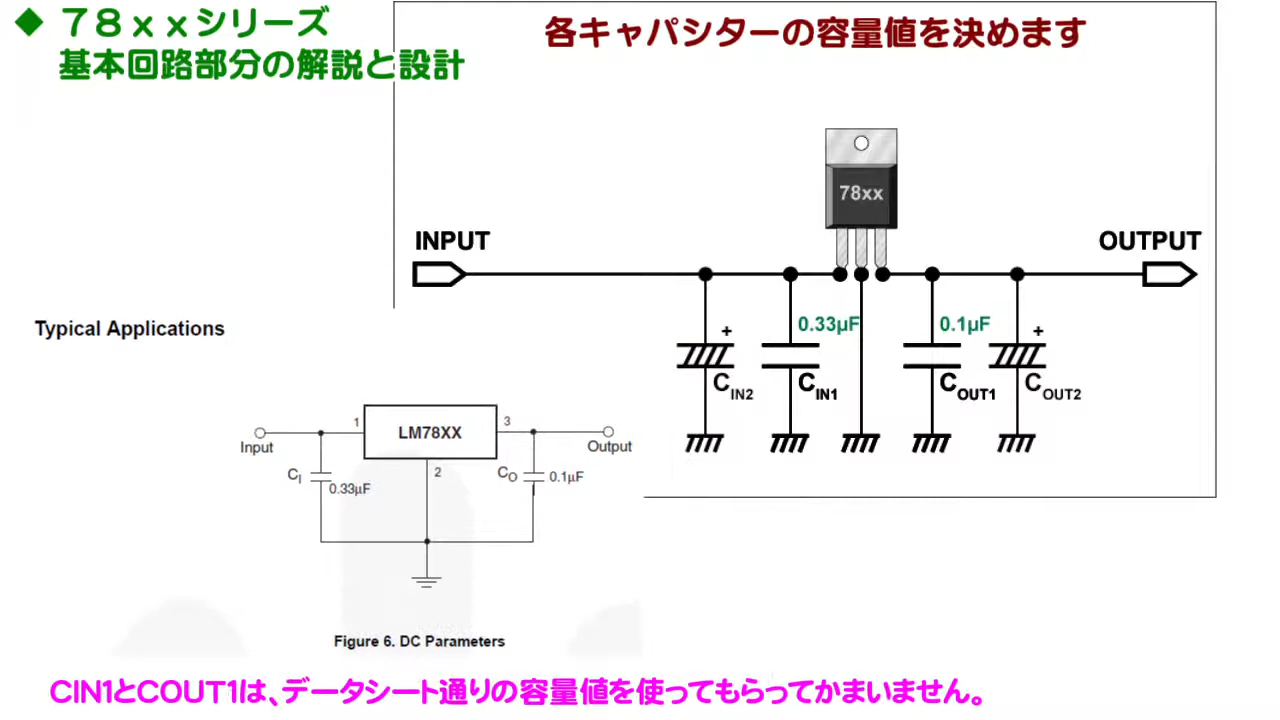 ◆ 78xxシリーズ
基本回路部分の解説と設計
各キャパシターの容量値を決めます
78xx
INPUT
OUTPUT
0.33μF
0.1μF
+
+
CIN2
CIN1
COUT1
COUT2
Typical Applications
1
LM78XX
3
Input
Output
CI
0.33μF
2
CO
0.1μF
Figure 6. DC Parameters
CIN1とCOUT1は、データシート通りの容量値を使ってもらってかまいません。